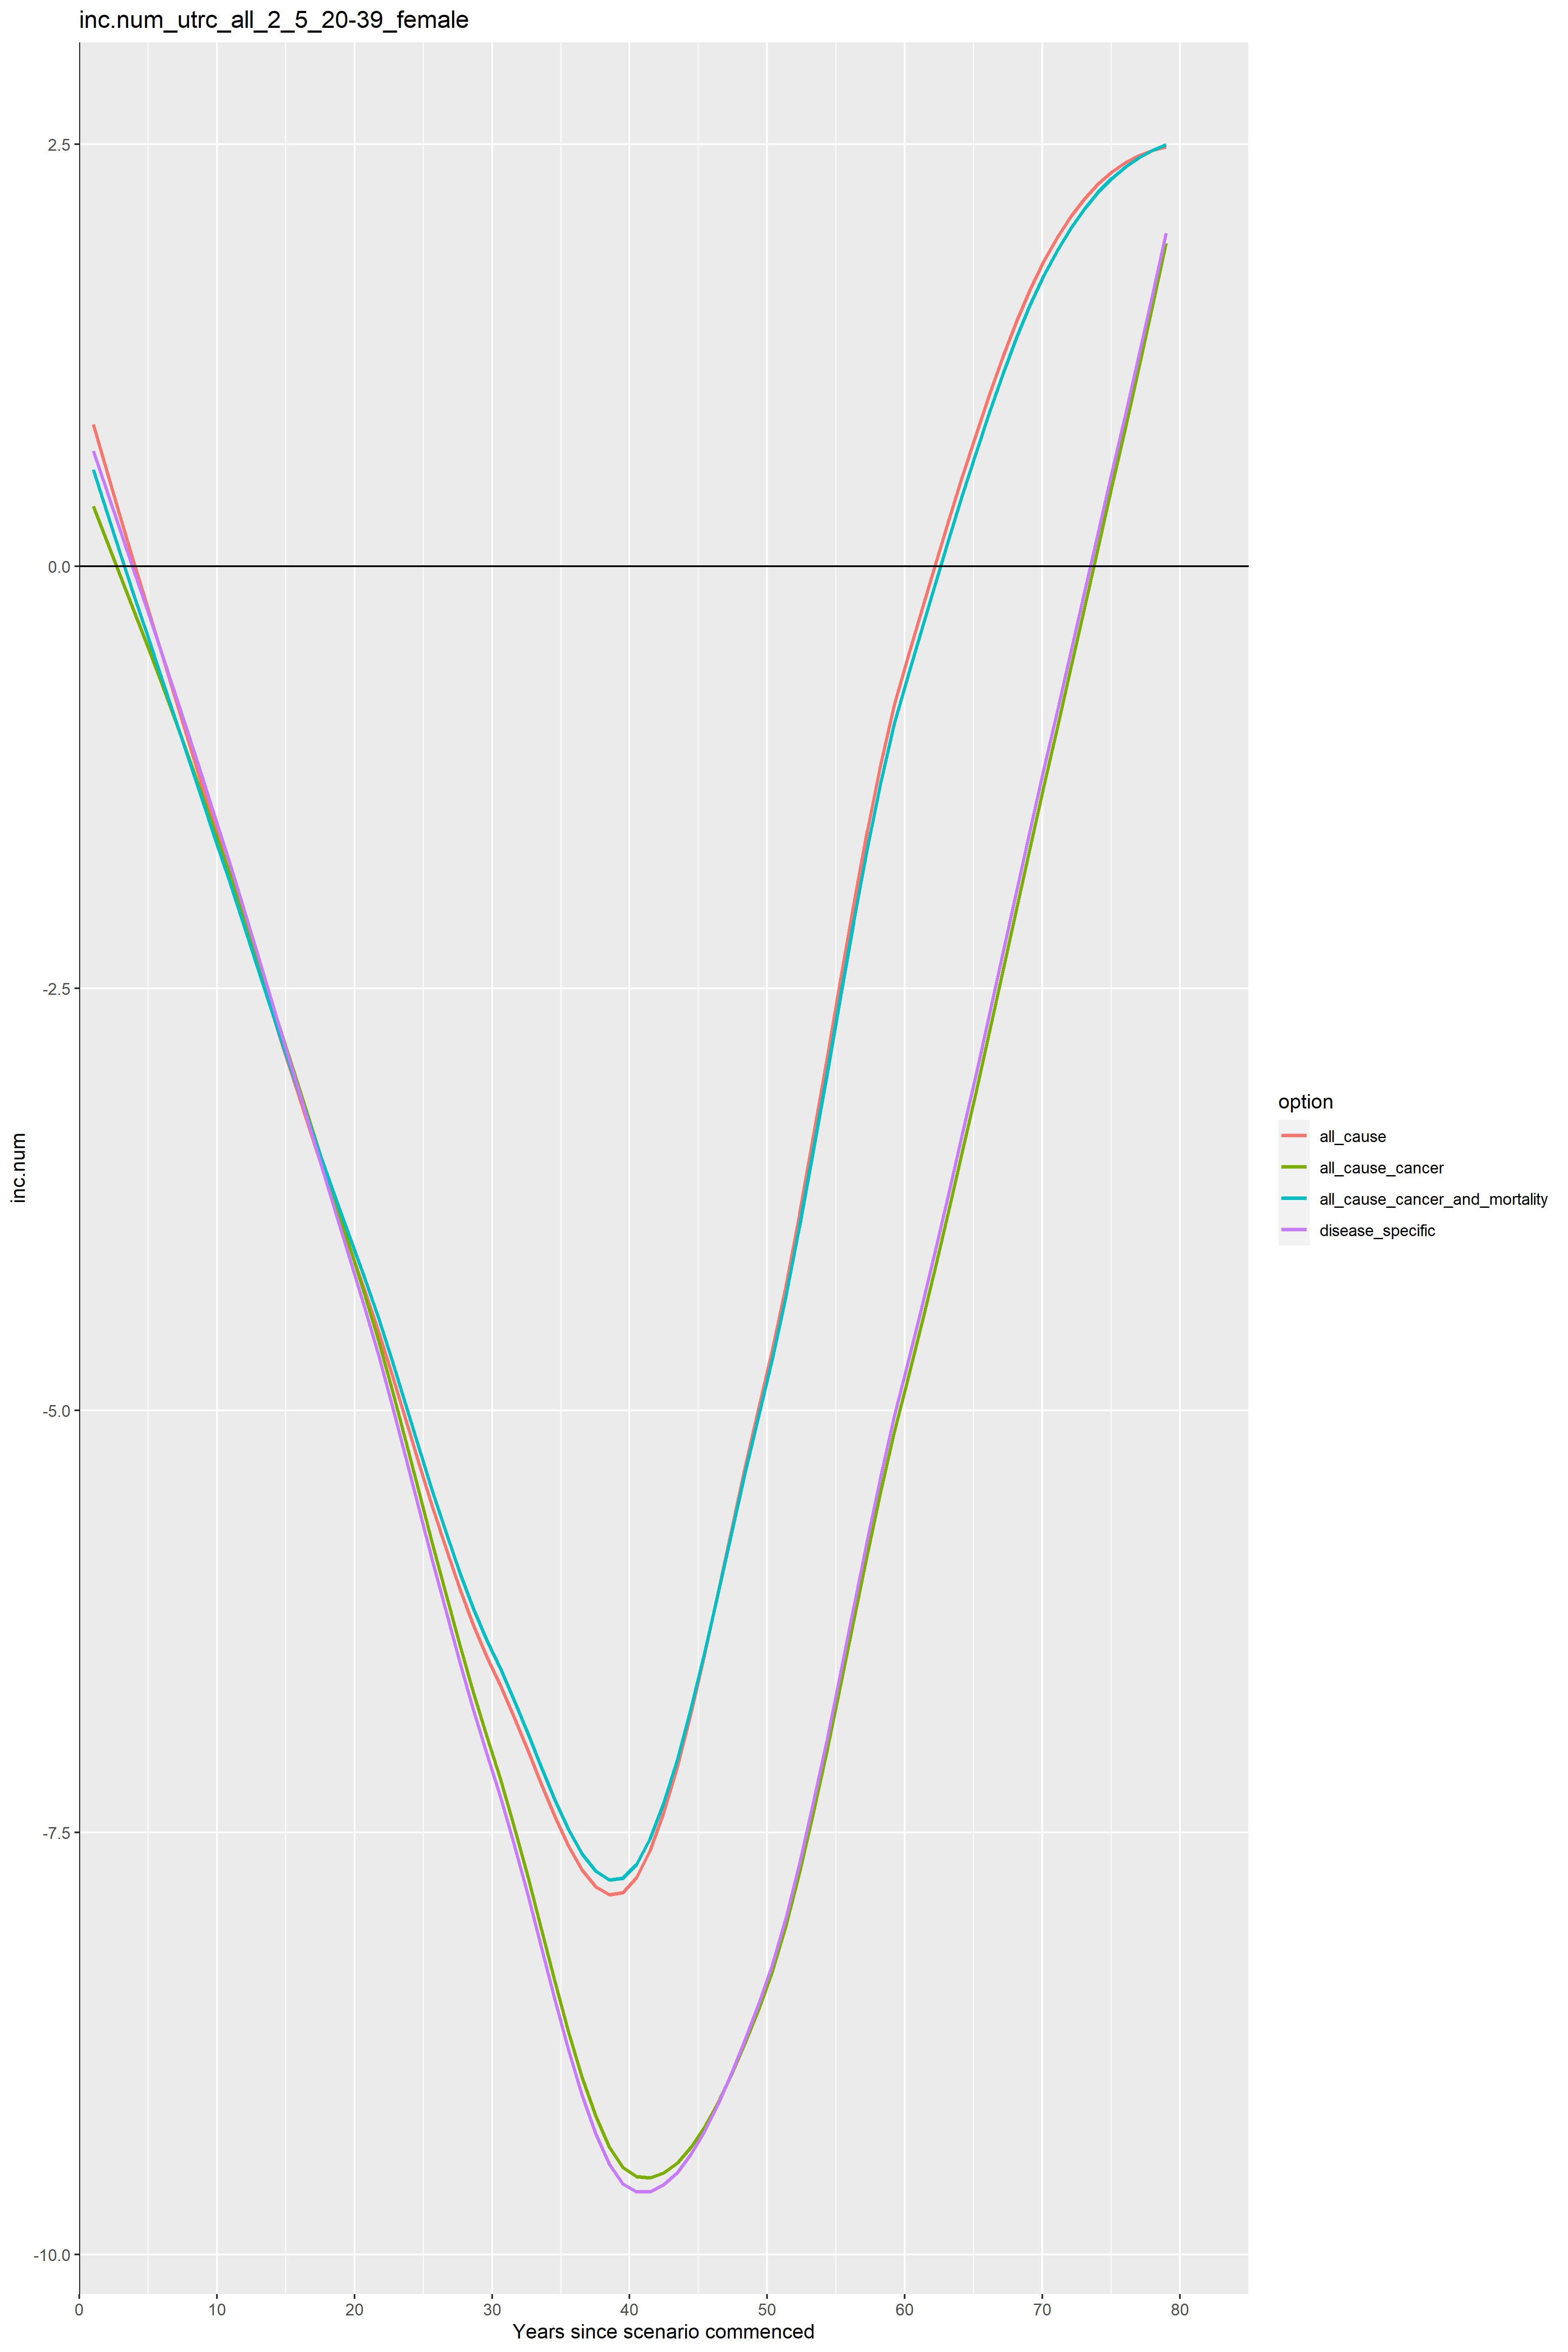 inc.num_utrc_all_2_5_20-39_female
2.5
0.0
-2.5
-5.0
-7.5
-10.0
inc.num
0 10 20 30 40 50 60 70 80
Years since scenario commenced
option
all_cause
all_cause_cancer
all_cause_cancer_and_mortality
disease_specific